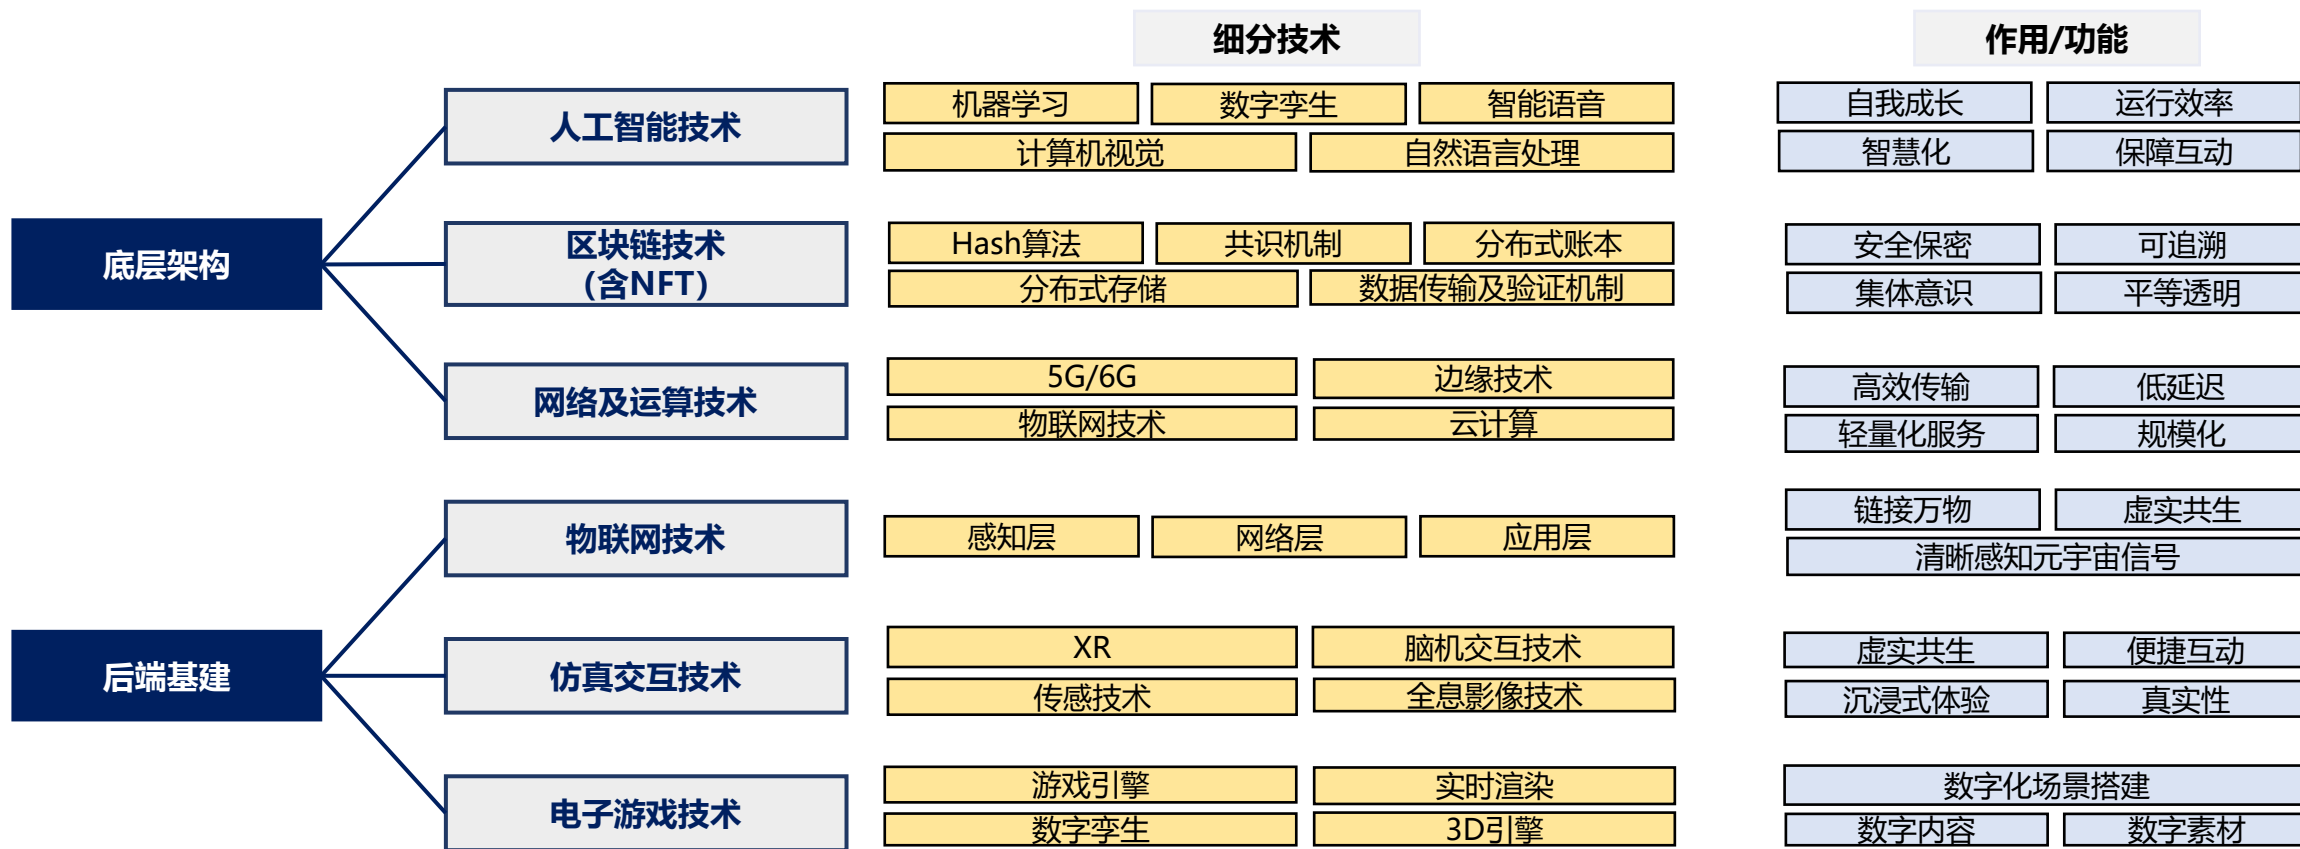 细分技术
作用/功能
底层架构
人工智能技术
机器学习
数字孪生
智能语音
计算机视觉
自然语言处理
自我成长
运行效率
智慧化
保障互动
区块链技术
（含NFT）
Hash算法
共识机制
分布式账本
分布式存储
数据传输及验证机制
安全保密
可追溯
集体意识
平等透明
网络及运算技术
5G/6G
边缘技术
物联网技术
云计算
高效传输
低延迟
轻量化服务
规模化
后端基建
物联网技术
感知层
网络层
应用层
链接万物
虚实共生
清晰感知元宇宙信号
仿真交互技术
XR
脑机交互技术
传感技术
全息影像技术
虚实共生
便捷互动
沉浸式体验
真实性
电子游戏技术
游戏引擎
实时渲染
数字孪生
3D引擎
数字化场景搭建
数字内容
数字素材